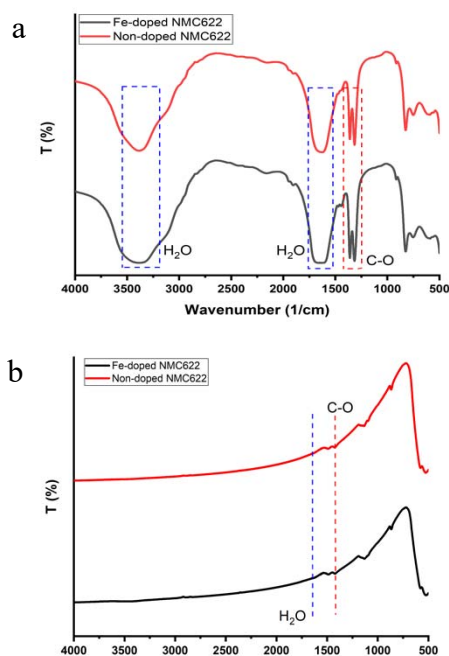 a
Fe-doped NMC622
Non-doped NMC622
T (%)
H₂O
H₂O
C-O
4000 3500 3000 2500 2000 1500 1000 500
Wavenumber (1/cm)
b
Fe-doped NMC622
Non-doped NMC622
C-O
T (%)
H₂O
4000 3500 3000 2500 2000 1500 1000 500